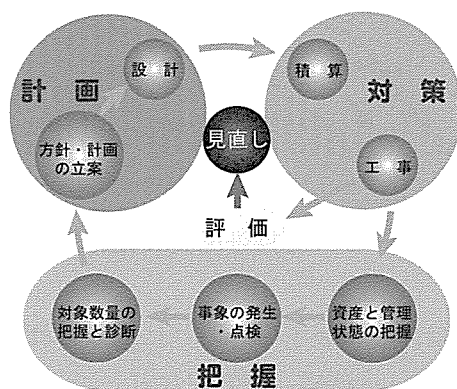 設計
計画
方針・計画
の立案
見直し
積算
対策
工事
評価
対象数量の
把握と診断
事象の発生
・点検
資産と管理
状態の把握
把握